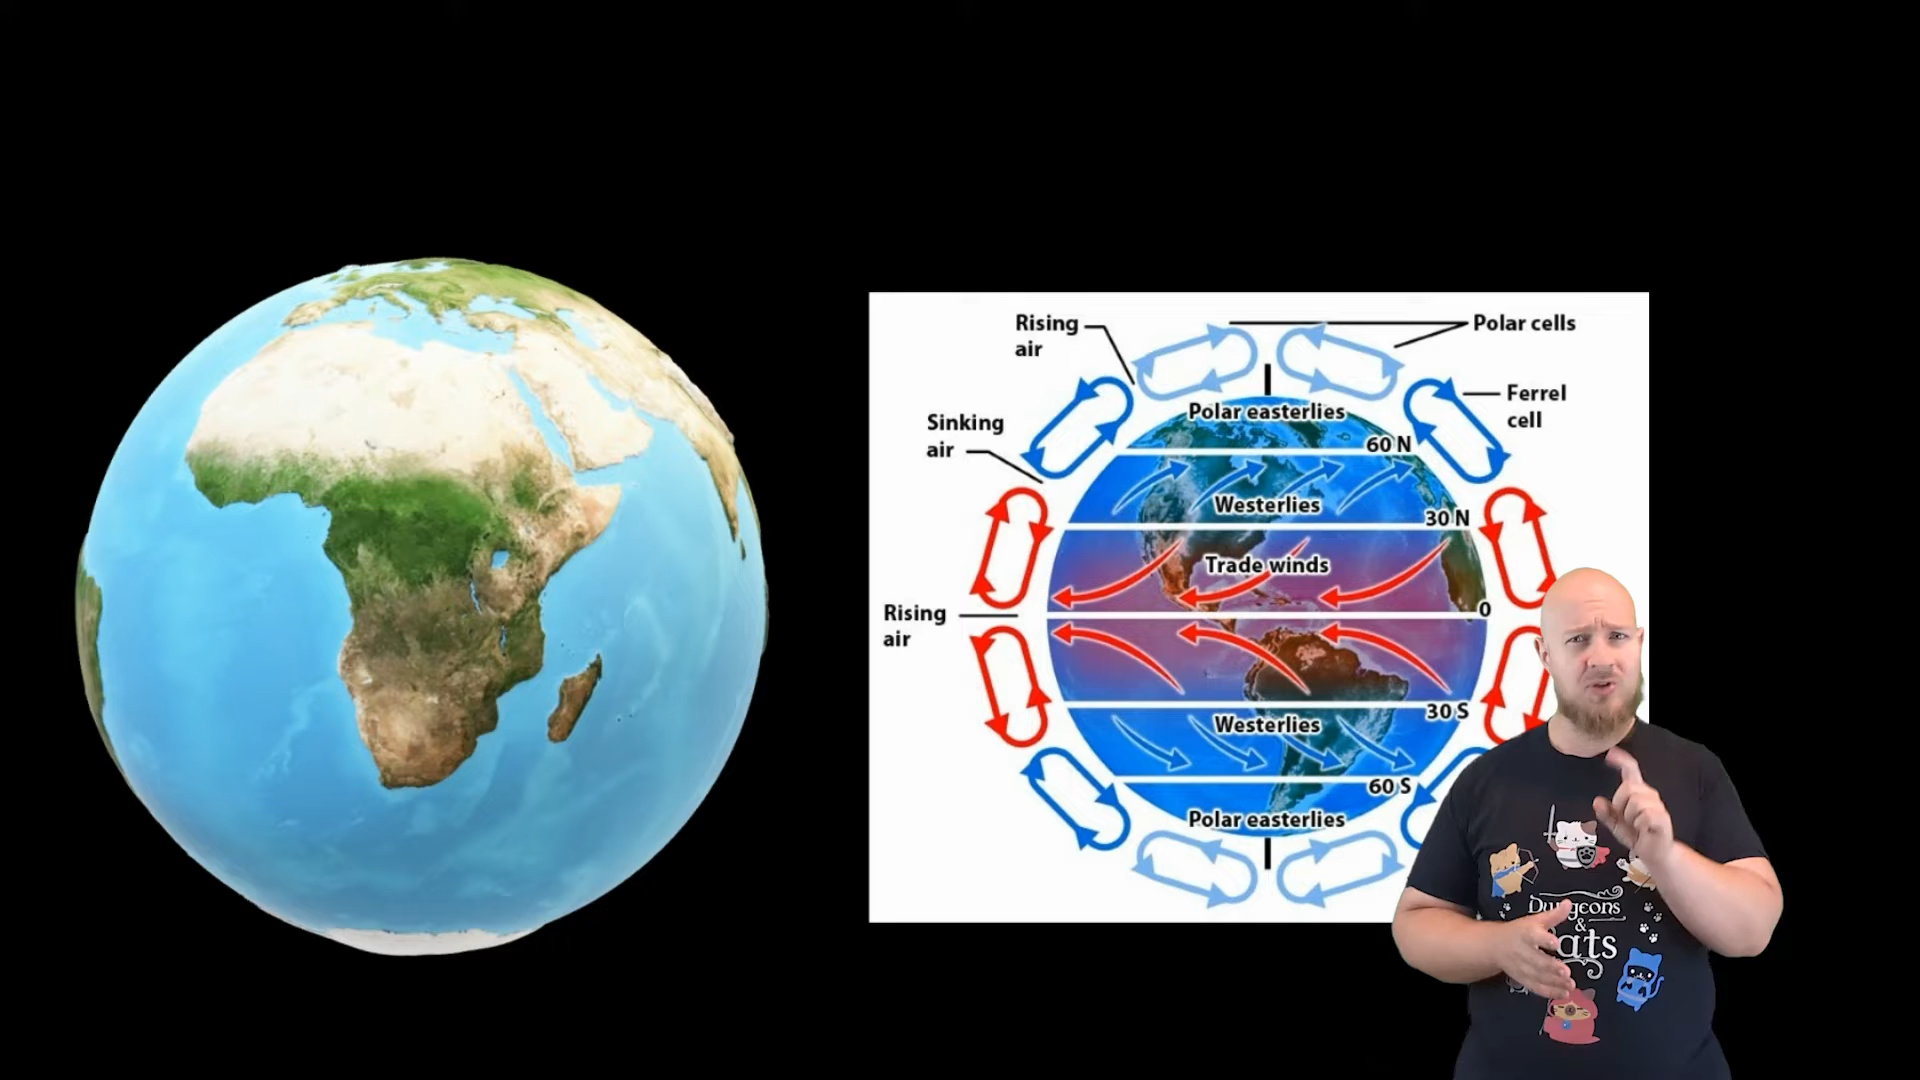 Rising
air
Polar cells
Ferrel
cell
Polar easterlies
Sinking
air
60 N
Westerlies
30 N
Trade winds
Rising
air
0
30 S
Westerlies
60 S
Polar easterlies
Dungeons
&
Cats